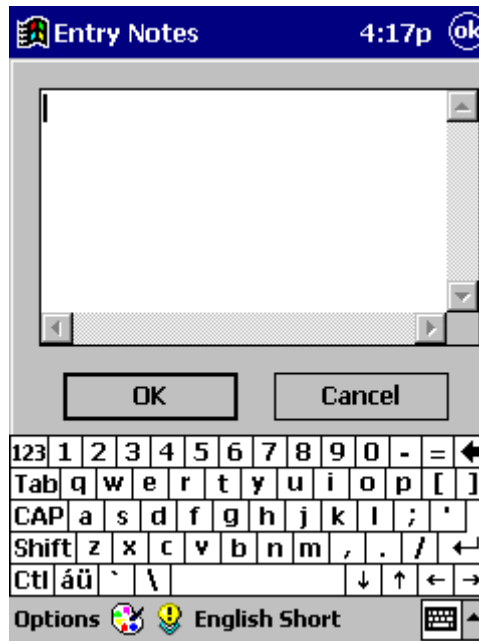 Entry Notes 4:17p ok
OK Cancel
123 1 2 3 4 5 6 7 8 9 0 - = ←
Tab q w e r t y u i o p [ ]
CAP a s d f g h j k l ; '
Shift z x c v b n m , . / ↵
Ctl áü ` \ ↓ ↑ ← →
Options English Short